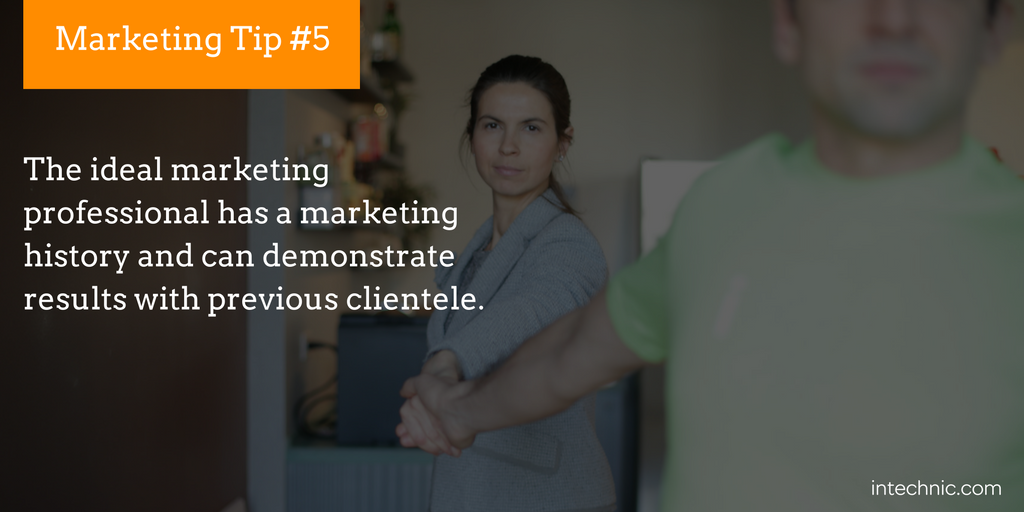 Marketing Tip #5
The ideal marketing
professional has a marketing
history and can demonstrate
results with previous clientele.
intechnic.com